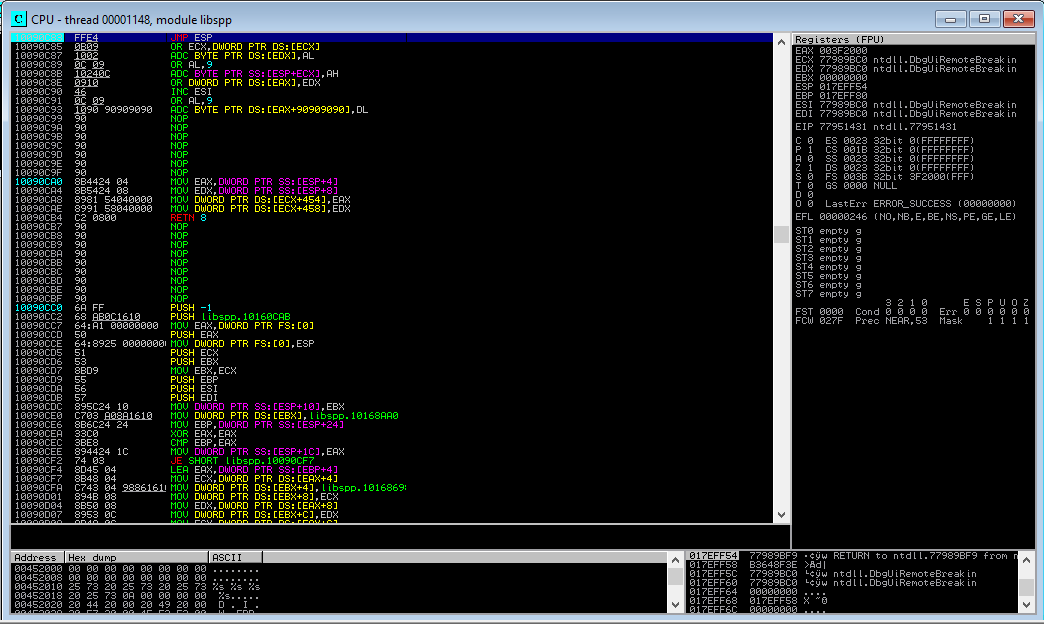 CPU - thread 00001148, module libspp
FFE4 JMP ESP
10090C85 0B09 OR ECX,DWORD PTR DS:[ECX]
10090C87 1002 ADC BYTE PTR DS:[EDX],AL
10090C89 0C 09 OR AL,9
10090C8B 10240C ADC BYTE PTR SS:[ESP+ECX],AH
10090C8E 0910 OR DWORD PTR DS:[EAX],EDX
10090C90 46 INC ESI
10090C91 0C 09 OR AL,9
10090C93 1090 90909090 ADC BYTE PTR DS:[EAX+90909090],DL
10090C99 90 NOP
10090C9A 90 NOP
10090C9B 90 NOP
10090C9C 90 NOP
10090C9D 90 NOP
10090C9E 90 NOP
10090C9F 90 NOP
10090CA0 8B4424 04 MOV EAX,DWORD PTR SS:[ESP+4]
10090CA4 8B5424 08 MOV EDX,DWORD PTR SS:[ESP+8]
10090CA8 8981 54040000 MOV DWORD PTR DS:[ECX+454],EAX
10090CAE 8991 58040000 MOV DWORD PTR DS:[ECX+458],EDX
10090CB4 C2 0800 RETN 8
10090CB7 90 NOP
10090CB8 90 NOP
10090CB9 90 NOP
10090CBA 90 NOP
10090CBB 90 NOP
10090CBC 90 NOP
10090CBD 90 NOP
10090CBE 90 NOP
10090CBF 90 NOP
10090CC0 6A FF PUSH -1
10090CC2 68 AB0C1610 PUSH libspp.10160CAB
10090CC7 64:A1 00000000 MOV EAX,DWORD PTR FS:[0]
10090CCD 50 PUSH EAX
10090CCE 64:8925 0000000 MOV DWORD PTR FS:[0],ESP
10090CD5 51 PUSH ECX
10090CD6 53 PUSH EBX
10090CD7 8BD9 MOV EBX,ECX
10090CD9 55 PUSH EBP
10090CDA 56 PUSH ESI
10090CDB 57 PUSH EDI
10090CDC 895C24 10 MOV DWORD PTR SS:[ESP+10],EBX
10090CE0 C703 A08A1610 MOV DWORD PTR DS:[EBX],libspp.10168AA0
10090CE6 8B6C24 24 MOV EBP,DWORD PTR SS:[ESP+24]
10090CEA 33C0 XOR EAX,EAX
10090CEC 3BE8 CMP EBP,EAX
10090CEE 894424 1C MOV DWORD PTR SS:[ESP+1C],EAX
10090CF2 74 03 JE SHORT libspp.10090CF7
10090CF4 8D45 04 LEA EAX,DWORD PTR SS:[EBP+4]
10090CF7 8B48 04 MOV ECX,DWORD PTR DS:[EAX+4]
10090CFA C743 04 9886161 MOV DWORD PTR DS:[EBX+4],libspp.1016869
10090D01 894B 08 MOV DWORD PTR DS:[EBX+8],ECX
10090D04 8B50 08 MOV EDX,DWORD PTR DS:[EAX+8]
10090D07 8953 0C MOV DWORD PTR DS:[EBX+C],EDX
Registers (FPU)
EAX 003F2000
ECX 77989BC0 ntdll.DbgUiRemoteBreakin
EDX 77989BC0 ntdll.DbgUiRemoteBreakin
EBX 00000000
ESP 017EFF54
EBP 017EFF80
ESI 77989BC0 ntdll.DbgUiRemoteBreakin
EDI 77989BC0 ntdll.DbgUiRemoteBreakin
EIP 77951431 ntdll.77951431
C 0 ES 0023 32bit 0(FFFFFFFF)
P 1 CS 001B 32bit 0(FFFFFFFF)
A 0 SS 0023 32bit 0(FFFFFFFF)
Z 1 DS 0023 32bit 0(FFFFFFFF)
S 0 FS 003B 32bit 3F2000(FFF)
T 0 GS 0000 NULL
D 0
O 0 LastErr ERROR_SUCCESS (00000000)
EFL 00000246 (NO,NB,E,BE,NS,PE,GE,LE)
ST0 empty g
ST1 empty g
ST2 empty g
ST3 empty g
ST4 empty g
ST5 empty g
ST6 empty g
ST7 empty g
3 2 1 0 E S P U O Z
FST 0000 Cond 0 0 0 0 Err 0 0 0 0 0 0
FCW 027F Prec NEAR,53 Mask 1 1 1 1
Address Hex dump ASCII
00452000 00 00 00 00 00 00 00 00 ........
00452008 00 00 00 00 00 00 00 00 ........
00452010 25 73 20 25 73 20 25 73 %s %s %s
00452018 20 25 73 0A 00 00 00 00 %s.....
00452020 20 44 20 00 20 49 20 00 D . I .
017EFF54 77989BF9 RETURN to ntdll.77989BF9 from n
017EFF58 B3648F3E
017EFF5C 77989BC0 ntdll.DbgUiRemoteBreakin
017EFF60 77989BC0 ntdll.DbgUiRemoteBreakin
017EFF64 00000000 ....
017EFF68 017EFF58 X ~0
017EFF6C 00000000 ....